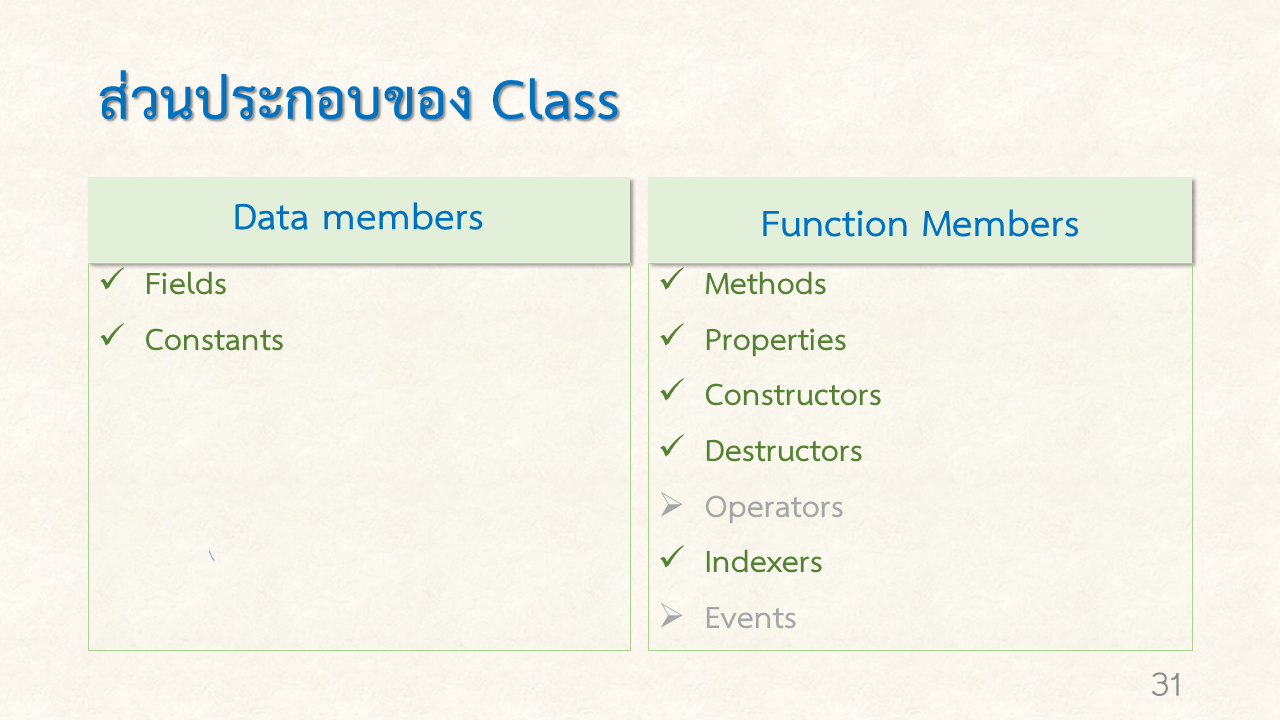 ส่วนประกอบของ Class
Data members
✓ Fields
✓ Constants
Function Members
✓ Methods
✓ Properties
✓ Constructors
✓ Destructors
➢ Operators
✓ Indexers
➢ Events
31